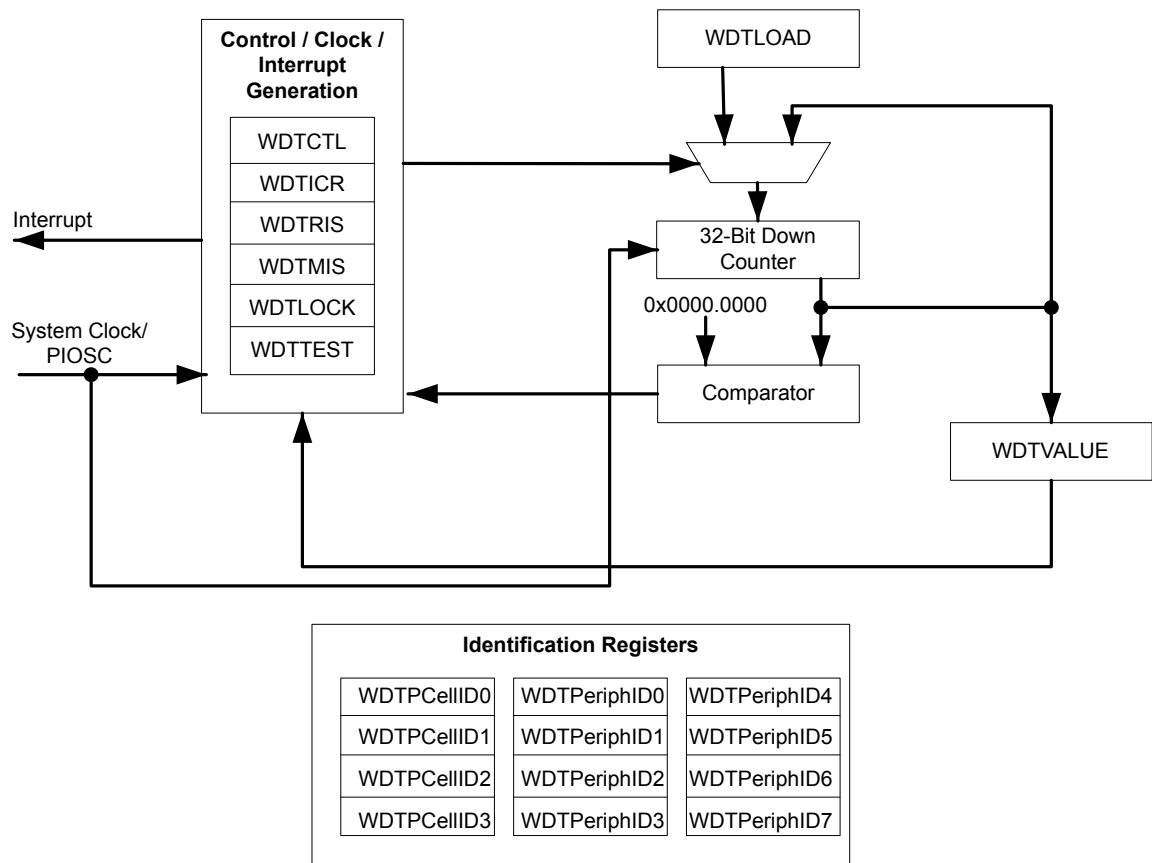 Control / Clock /
Interrupt
Generation
WDTCTL
WDTICR
WDTRIS
WDTMIS
WDTLOCK
WDTTEST
Interrupt
System Clock/
PIOSC
WDTLOAD
32-Bit Down
Counter
0x0000.0000
Comparator
WDTVALUE
Identification Registers
WDTPCellID0 WDTPeriphID0 WDTPeriphID4
WDTPCellID1 WDTPeriphID1 WDTPeriphID5
WDTPCellID2 WDTPeriphID2 WDTPeriphID6
WDTPCellID3 WDTPeriphID3 WDTPeriphID7